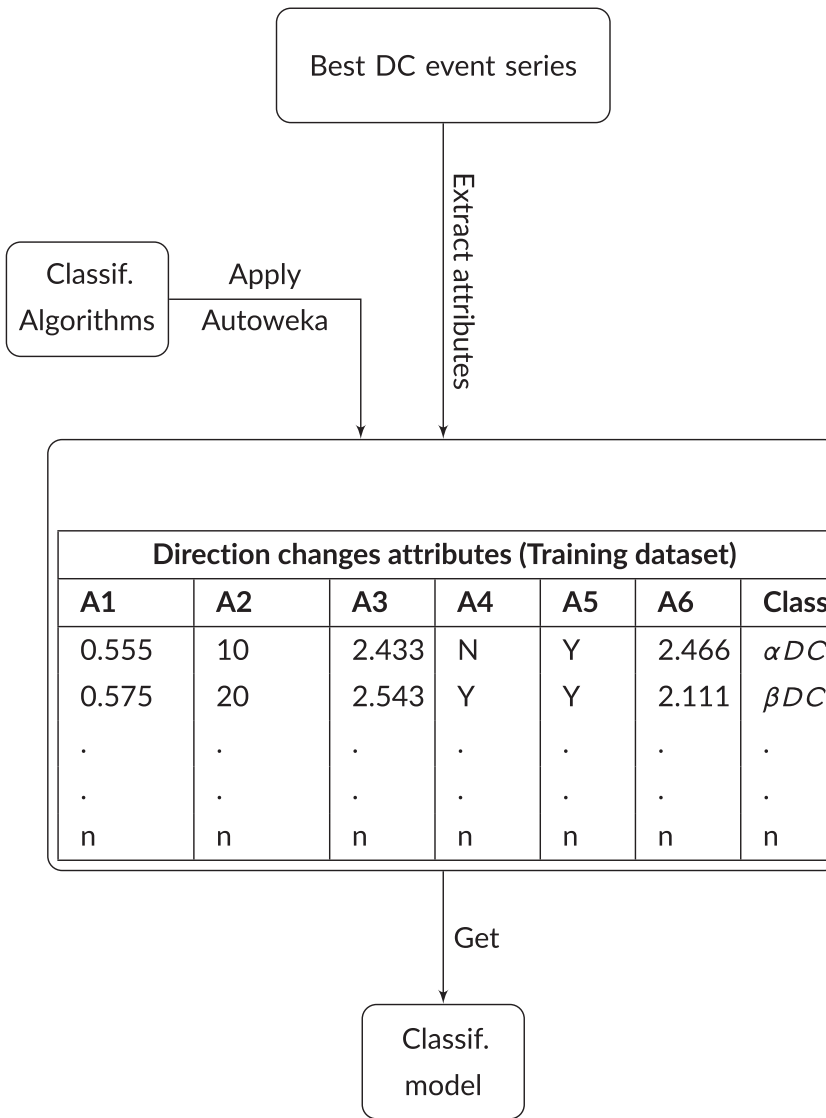 Best DC event series
Extract attributes
Classif.
Algorithms
Apply
Autoweka
Direction changes attributes (Training dataset)
A1 A2 A3 A4 A5 A6 Class
0.555 10 2.433 N Y 2.466 αDC
0.575 20 2.543 Y Y 2.111 βDC
. . . . . . .
. . . . . . .
n n n n n n n
Get
Classif.
model